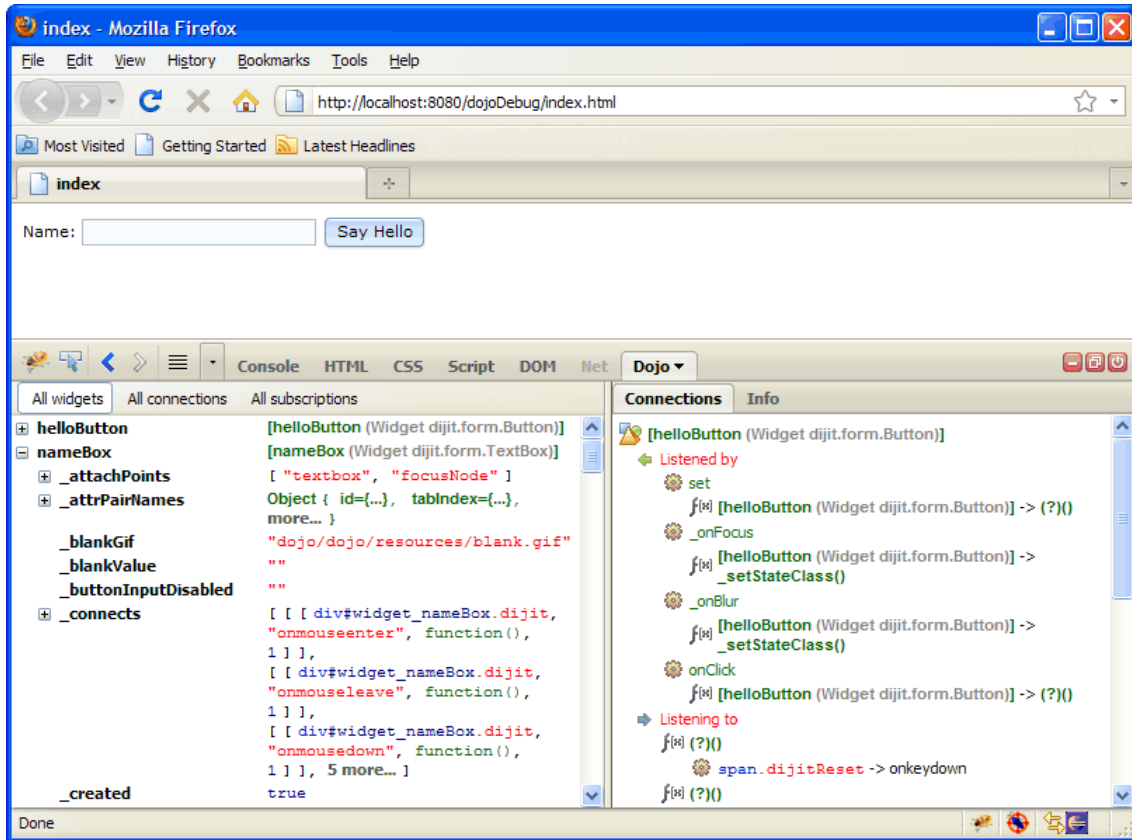 index - Mozilla Firefox
File Edit View History Bookmarks Tools Help
http://localhost:8080/dojoDebug/index.html
Most Visited Getting Started Latest Headlines
index
Name: Say Hello
Console HTML CSS Script DOM Net Dojo
All widgets All connections All subscriptions
helloButton [helloButton (Widget dijit.form.Button)]
nameBox [nameBox (Widget dijit.form.TextBox)]
_attachPoints [ "textbox", "focusNode" ]
_attrPairNames Object { id={...}, tabIndex={...},
more... }
_blankGif "dojo/dojo/resources/blank.gif"
_blankValue ""
_buttonInputDisabled ""
_connects [ [ [ div#widget_nameBox.dijit,
"onmouseenter", function(),
1 ] ],
[ [ div#widget_nameBox.dijit,
"onmouseleave", function(),
1 ] ],
[ [ div#widget_nameBox.dijit,
"onmousedown", function(),
1 ] ], 5 more... ]
_created true
Connections Info
[helloButton (Widget dijit.form.Button)]
Listened by
set
[helloButton (Widget dijit.form.Button)] -> (?)()
_onFocus
[helloButton (Widget dijit.form.Button)] ->
_setStateClass()
_onBlur
[helloButton (Widget dijit.form.Button)] ->
_setStateClass()
onClick
[helloButton (Widget dijit.form.Button)] -> (?)()
Listening to
(?)()
span.dijitReset -> onkeydown
(?)()
Done